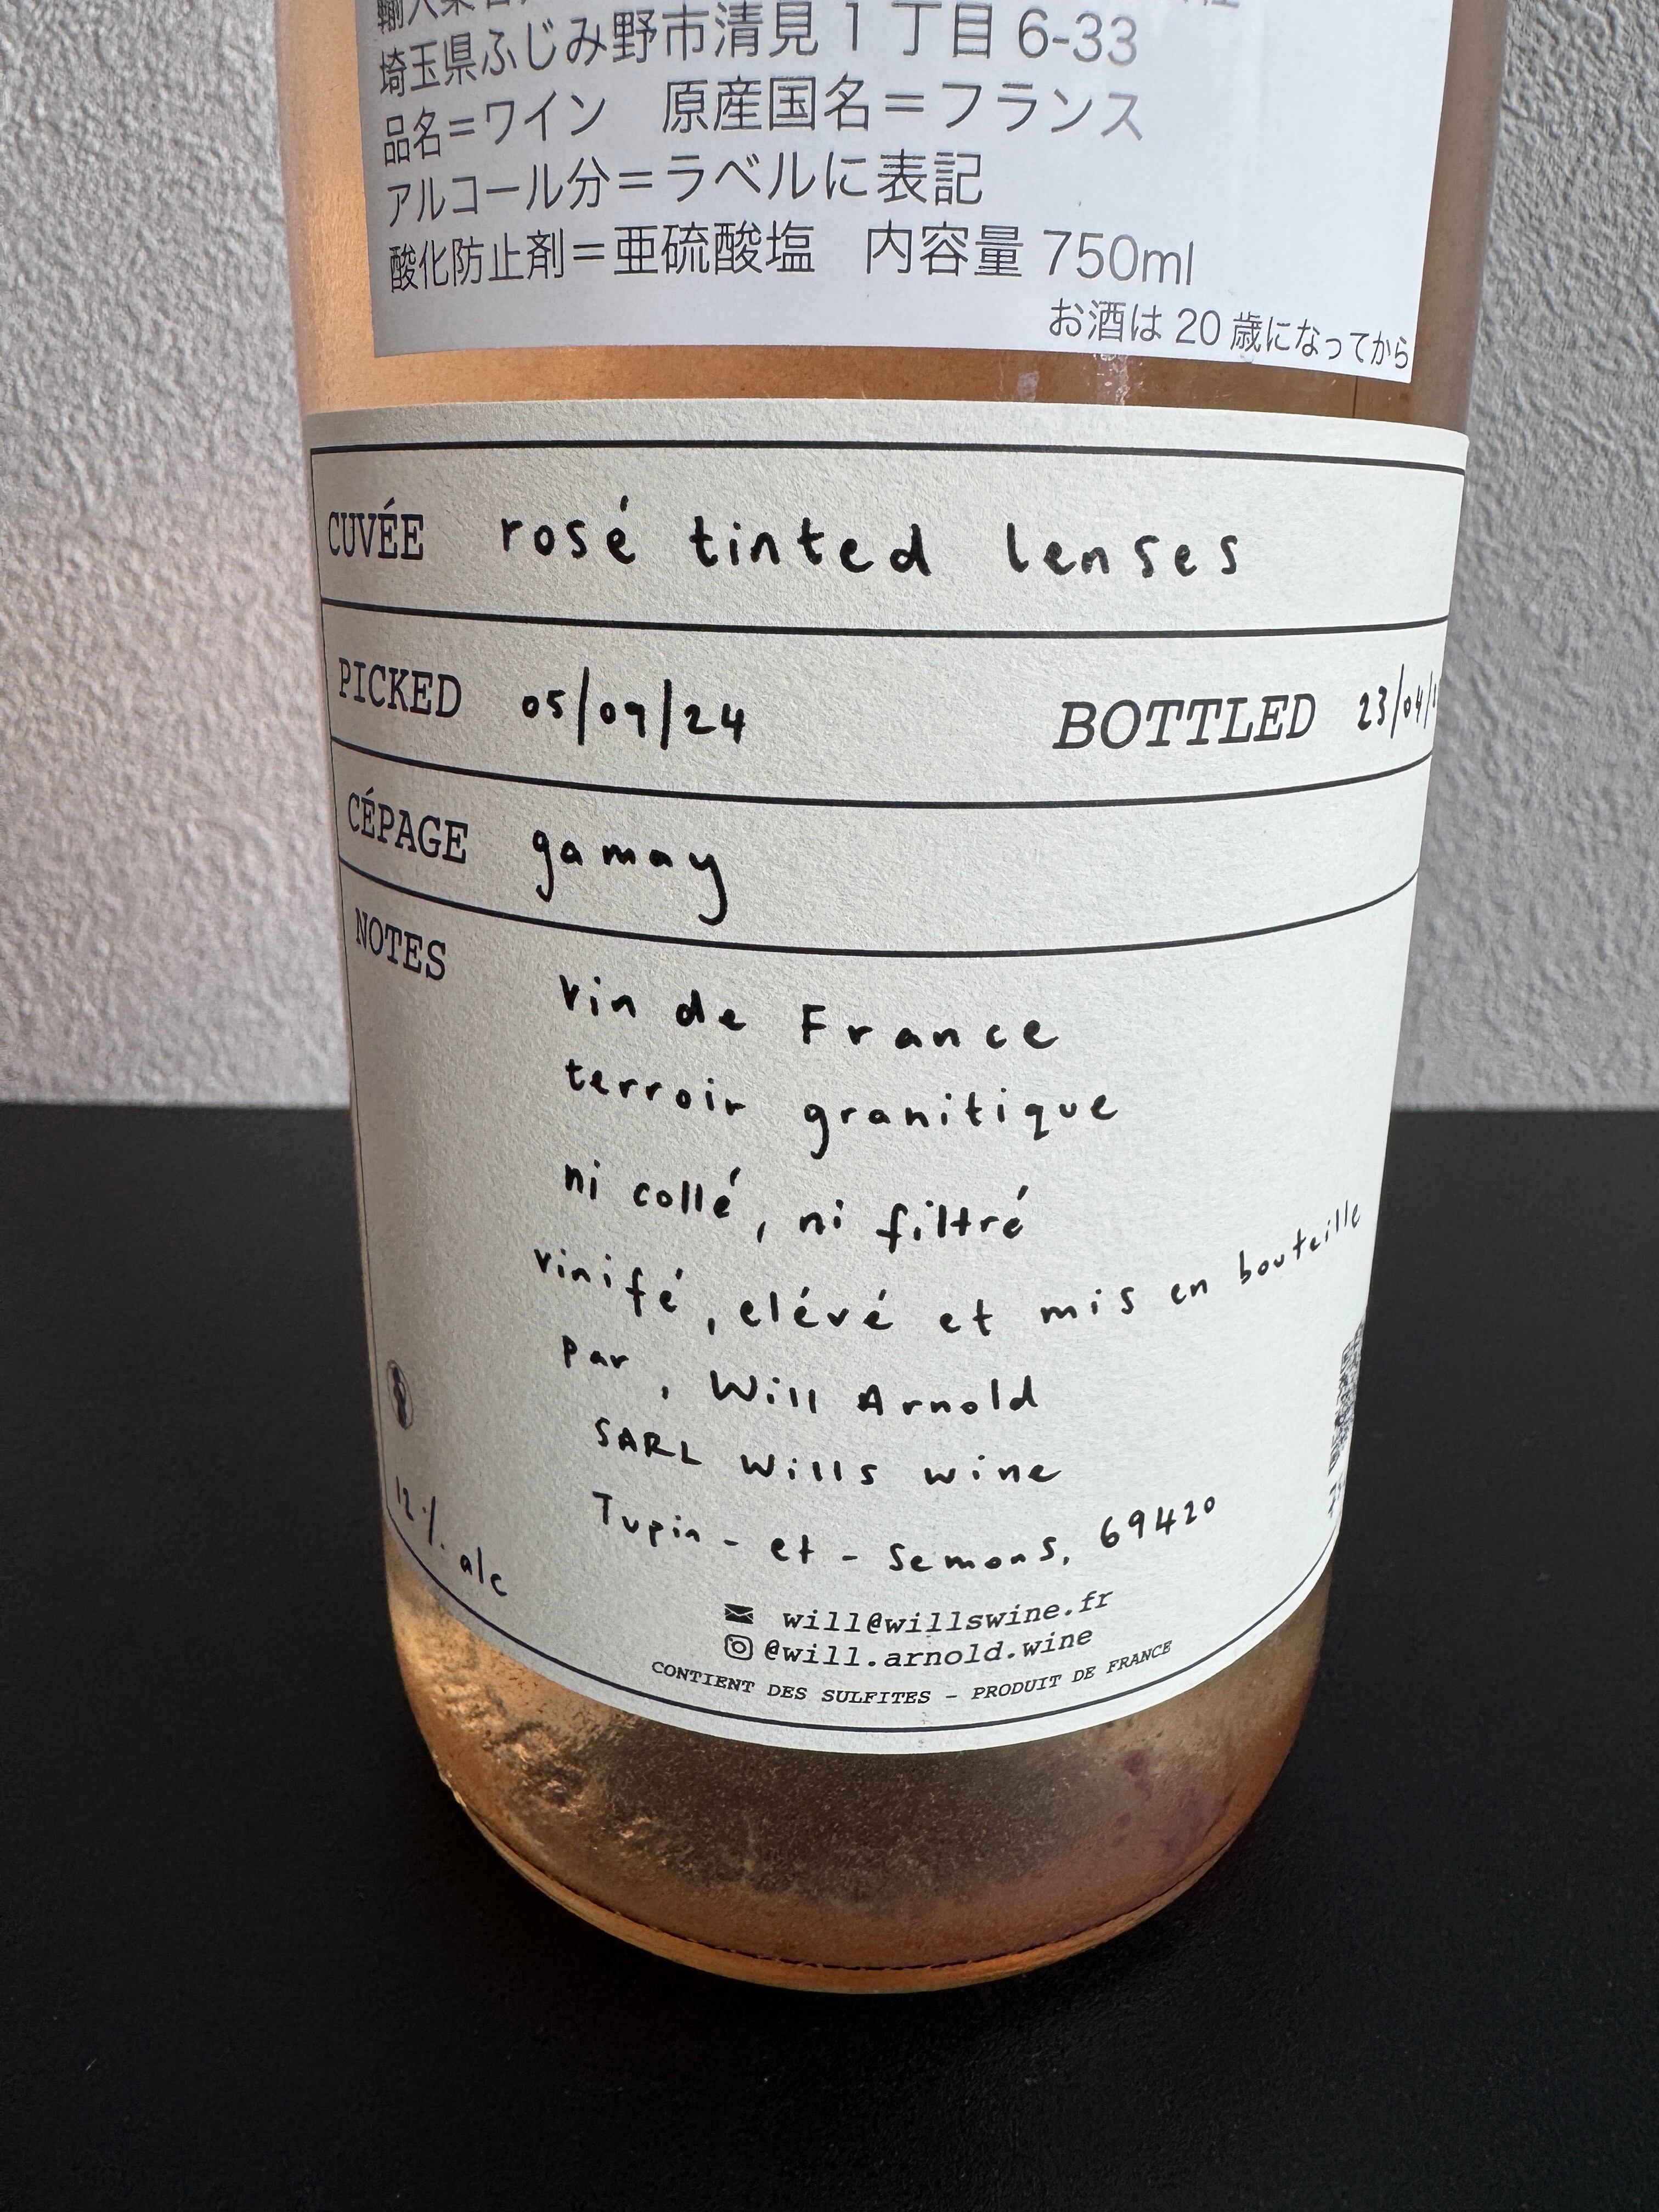 埼玉県ふじみ野市清見1丁目6-33
品名=ワイン 原産国名=フランス
アルコール分=ラベルに表記
酸化防止剤=亜硫酸塩 内容量 750ml
お酒は20歳になってから
CUVÉE rosé tinted lenses
PICKED 05/09/24 BOTTLED 23/04/
CÉPAGE gamay
NOTES
vin de France
terroir granitique
ni collé, ni filtré
vinifé, elévé et mis en bouteille
par, Will Arnold
SARL Wills wine
Tupin-et-Semons, 69420
12% alc
will@willswine.fr
@will.arnold.wine
CONTIENT DES SULFITES - PRODUIT DE FRANCE